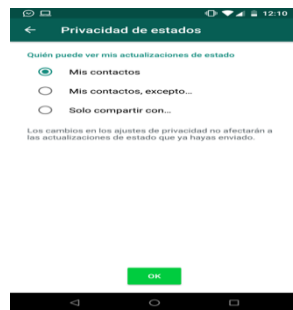 12:10
Privacidad de estados
Quién puede ver mis actualizaciones de estado
Mis contactos
Mis contactos, excepto...
Solo compartir con...
Los cambios en los ajustes de privacidad no afectarán a
las actualizaciones de estado que ya hayas enviado.
OK